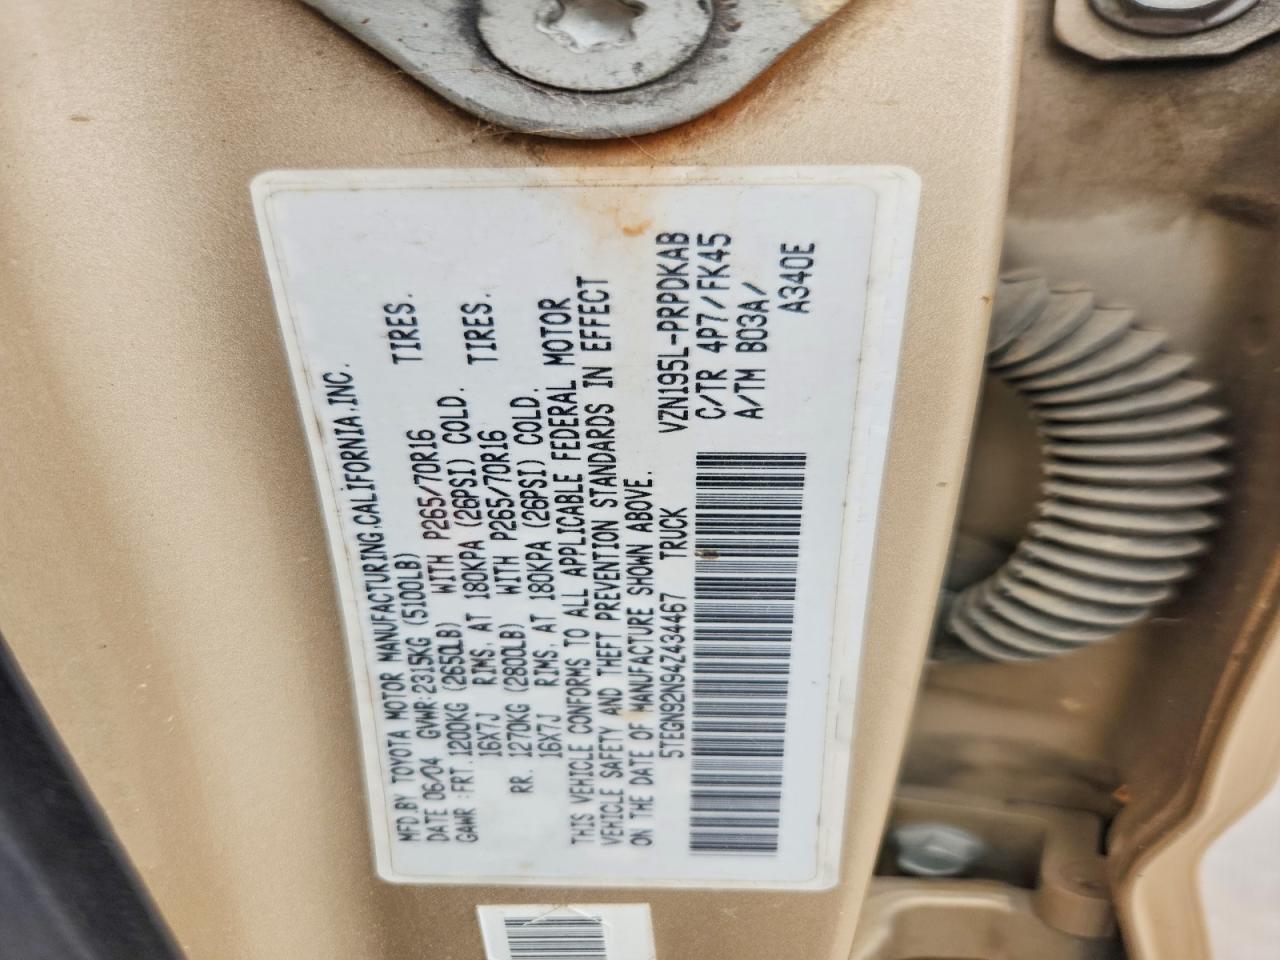 MFD.BY TOYOTA MOTOR MANUFACTURING,CALIFORNIA,INC.
DATE 06/04 GVWR:2315KG (5100LB)
GAWR :FRT.1200KG (2650LB) WITH P265/70R16 TIRES.
16X7J RIMS, AT 180KPA (26PSI) COLD.
RR. 1270KG (2800LB) WITH P265/70R16 TIRES.
16X7J RIMS, AT 180KPA (26PSI) COLD.
THIS VEHICLE CONFORMS TO ALL APPLICABLE FEDERAL MOTOR
VEHICLE SAFETY AND THEFT PREVENTION STANDARDS IN EFFECT
ON THE DATE OF MANUFACTURE SHOWN ABOVE.
5TEGN92N94Z434467 TRUCK VZN195L-PRPDKAB
C/TR 4P7/FK45
A/TM B03A/
A340E